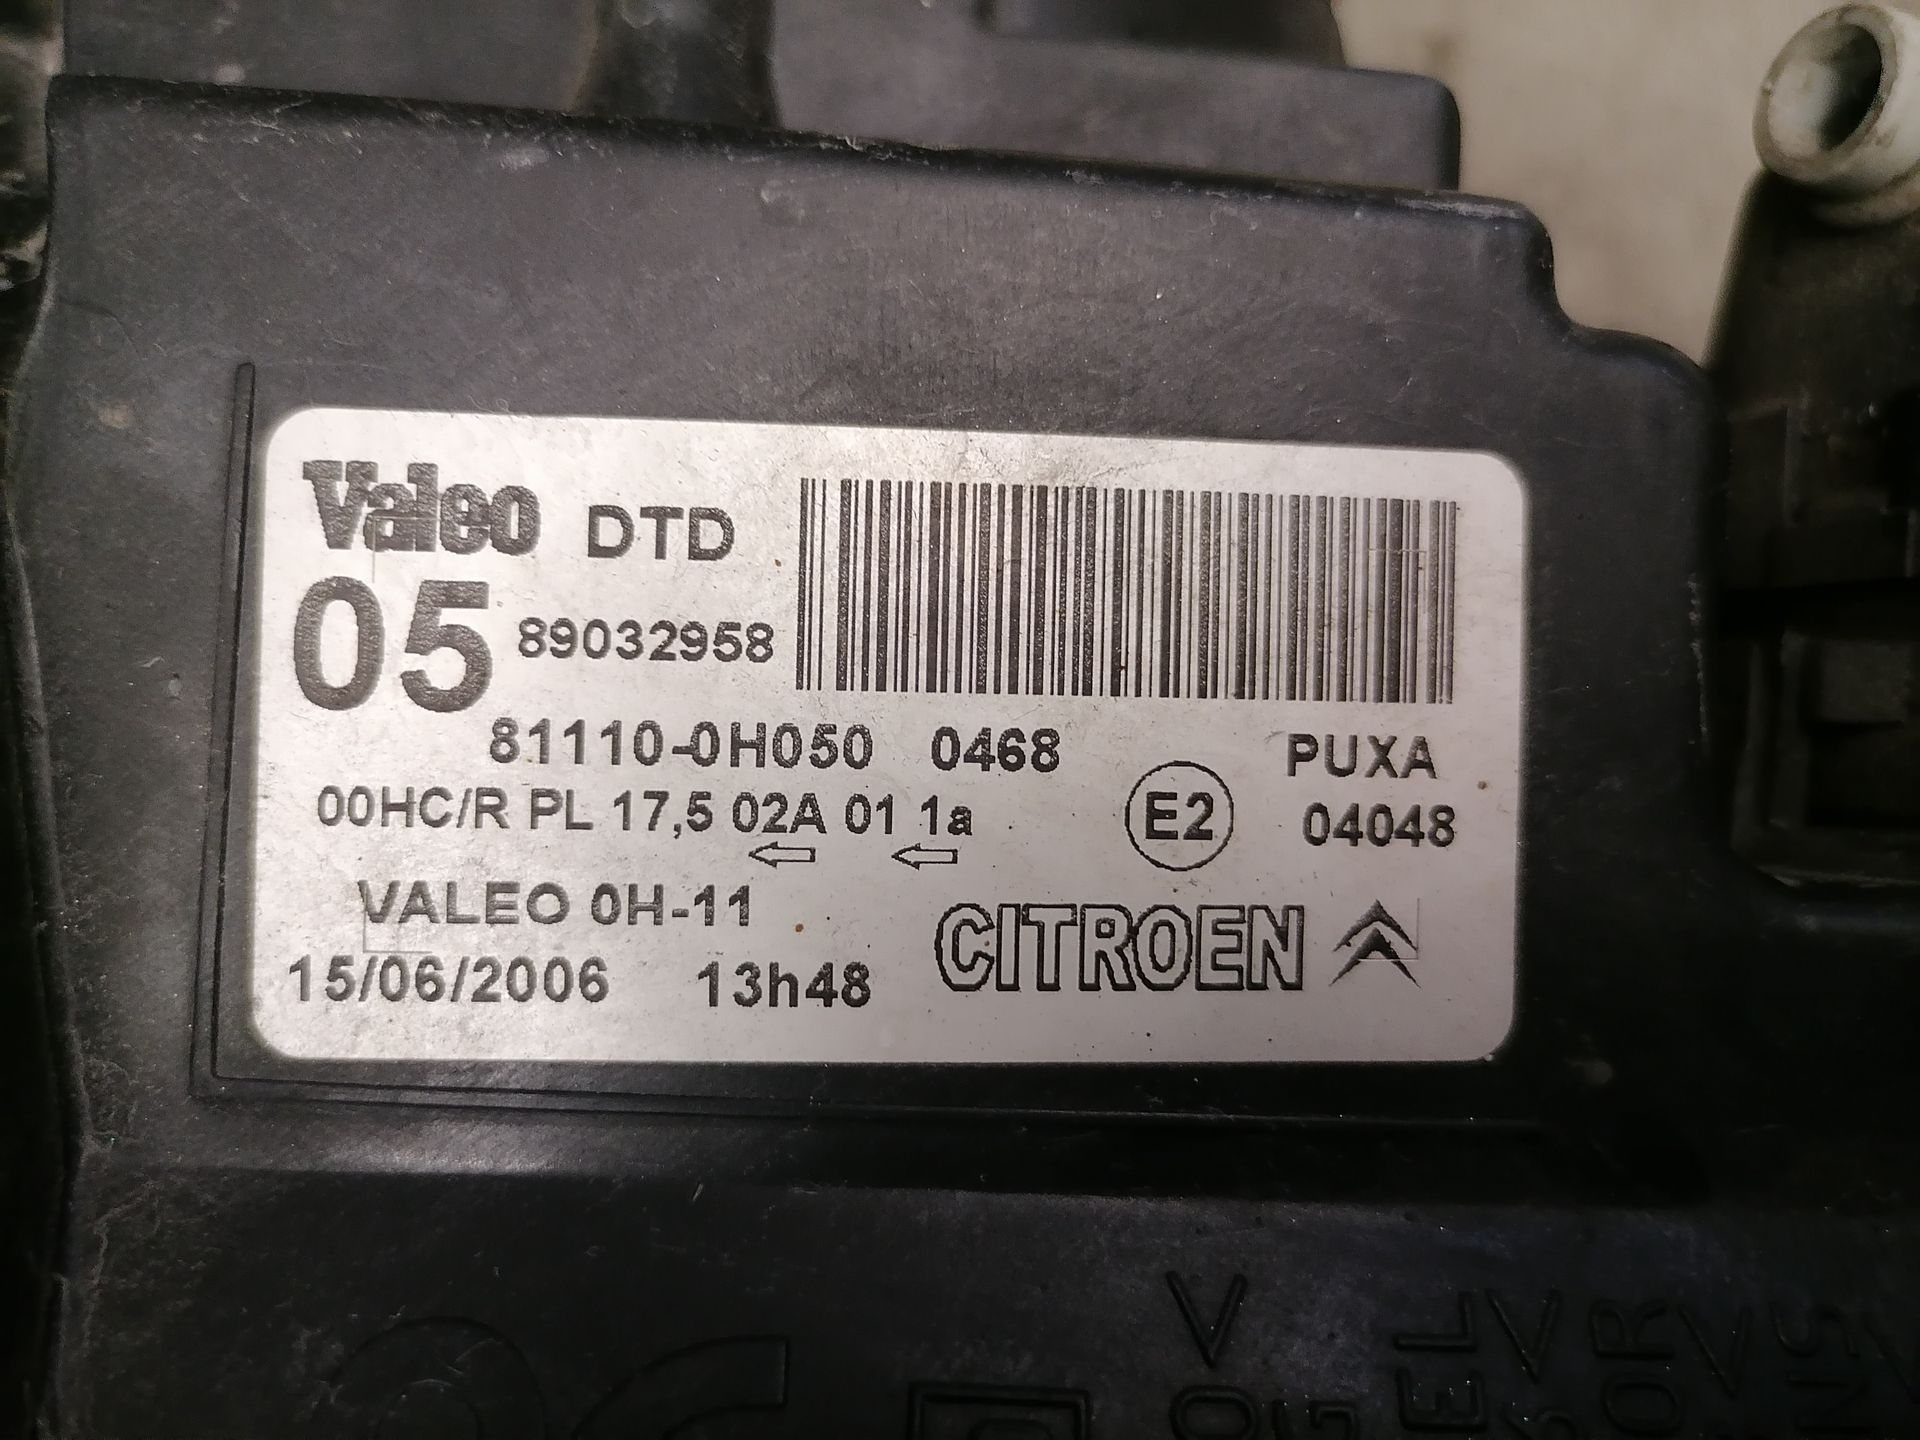 Valeo DTD
05 89032958
81110-0H050 0468 PUXA
00HC/R PL 17,5 02A 01 1a E2 04048
VALEO 0H-11
15/06/2006 13h48 CITROEN